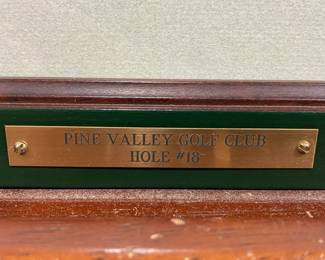 PINE VALLEY GOLF CLUB
HOLE #18